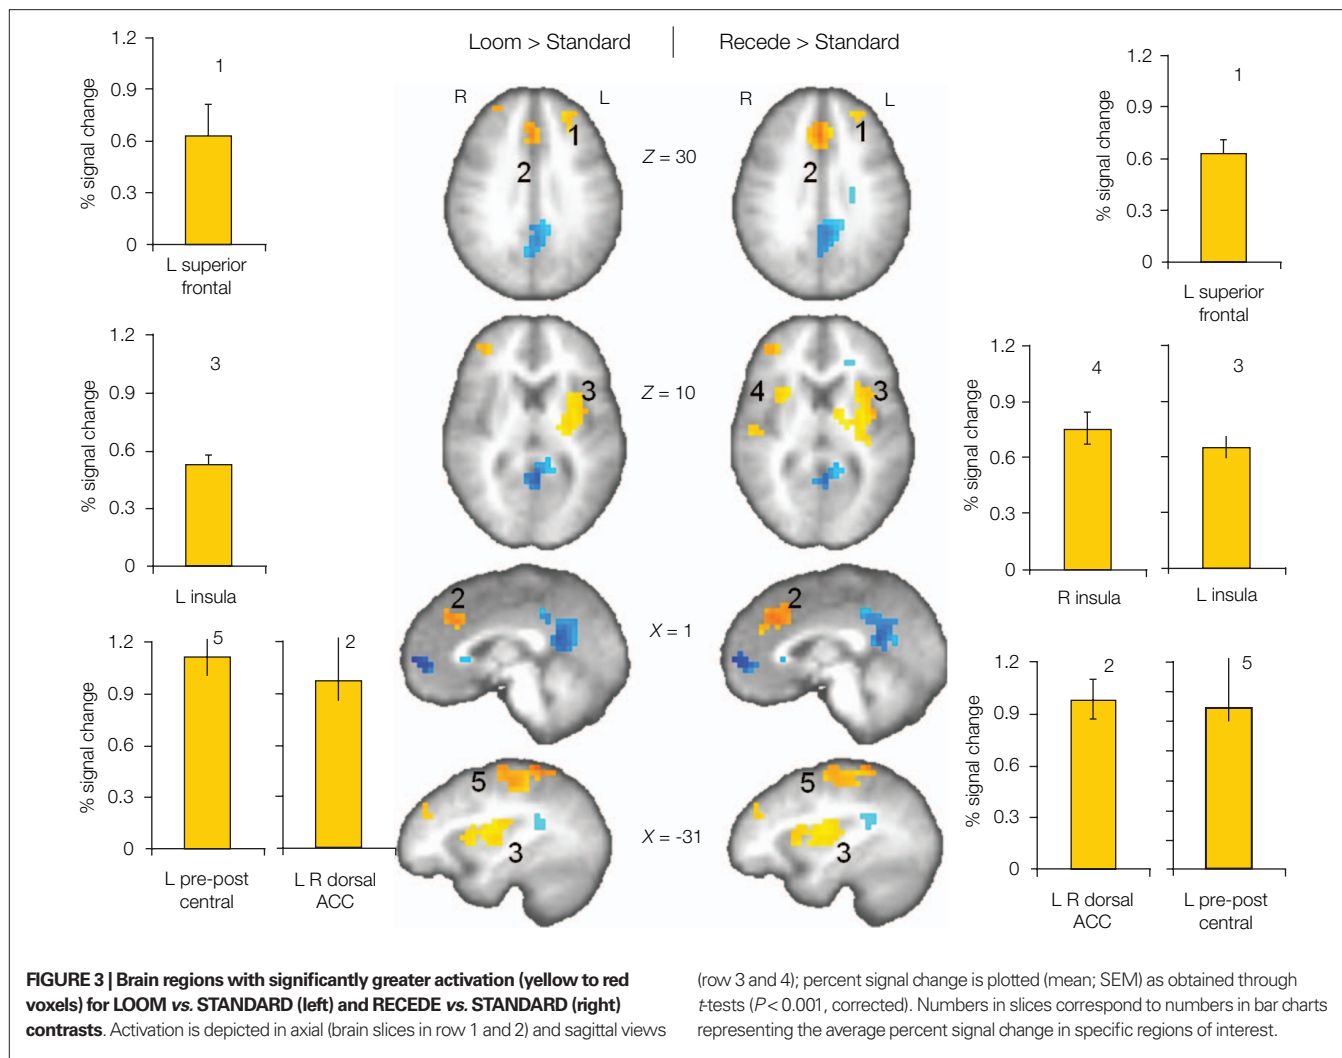 Loom > Standard
Recede > Standard
1.2
0.9
0.6
0.3
0
% signal change
1
L superior
frontal
R
L
1
2
Z = 30
R
L
1
2
1.2
0.9
0.6
0.3
0
% signal change
1
L superior
frontal
1.2
0.9
0.6
0.3
0
% signal change
3
L insula
3
Z = 10
4
3
1.2
0.9
0.6
0.3
0
% signal change
4
R insula
3
L insula
1.2
0.9
0.6
0.3
0
% signal change
5
L pre-post
central
2
L R dorsal
ACC
2
X = 1
2
5
3
X = -31
5
3
1.2
0.9
0.6
0.3
0
% signal change
2
L R dorsal
ACC
5
L pre-post
central
FIGURE 3 | Brain regions with significantly greater activation (yellow to red
voxels) for LOOM vs. STANDARD (left) and RECEDE vs. STANDARD (right)
contrasts. Activation is depicted in axial (brain slices in row 1 and 2) and sagittal views
(row 3 and 4); percent signal change is plotted (mean; SEM) as obtained through
t-tests (P < 0.001, corrected). Numbers in slices correspond to numbers in bar charts
representing the average percent signal change in specific regions of interest.